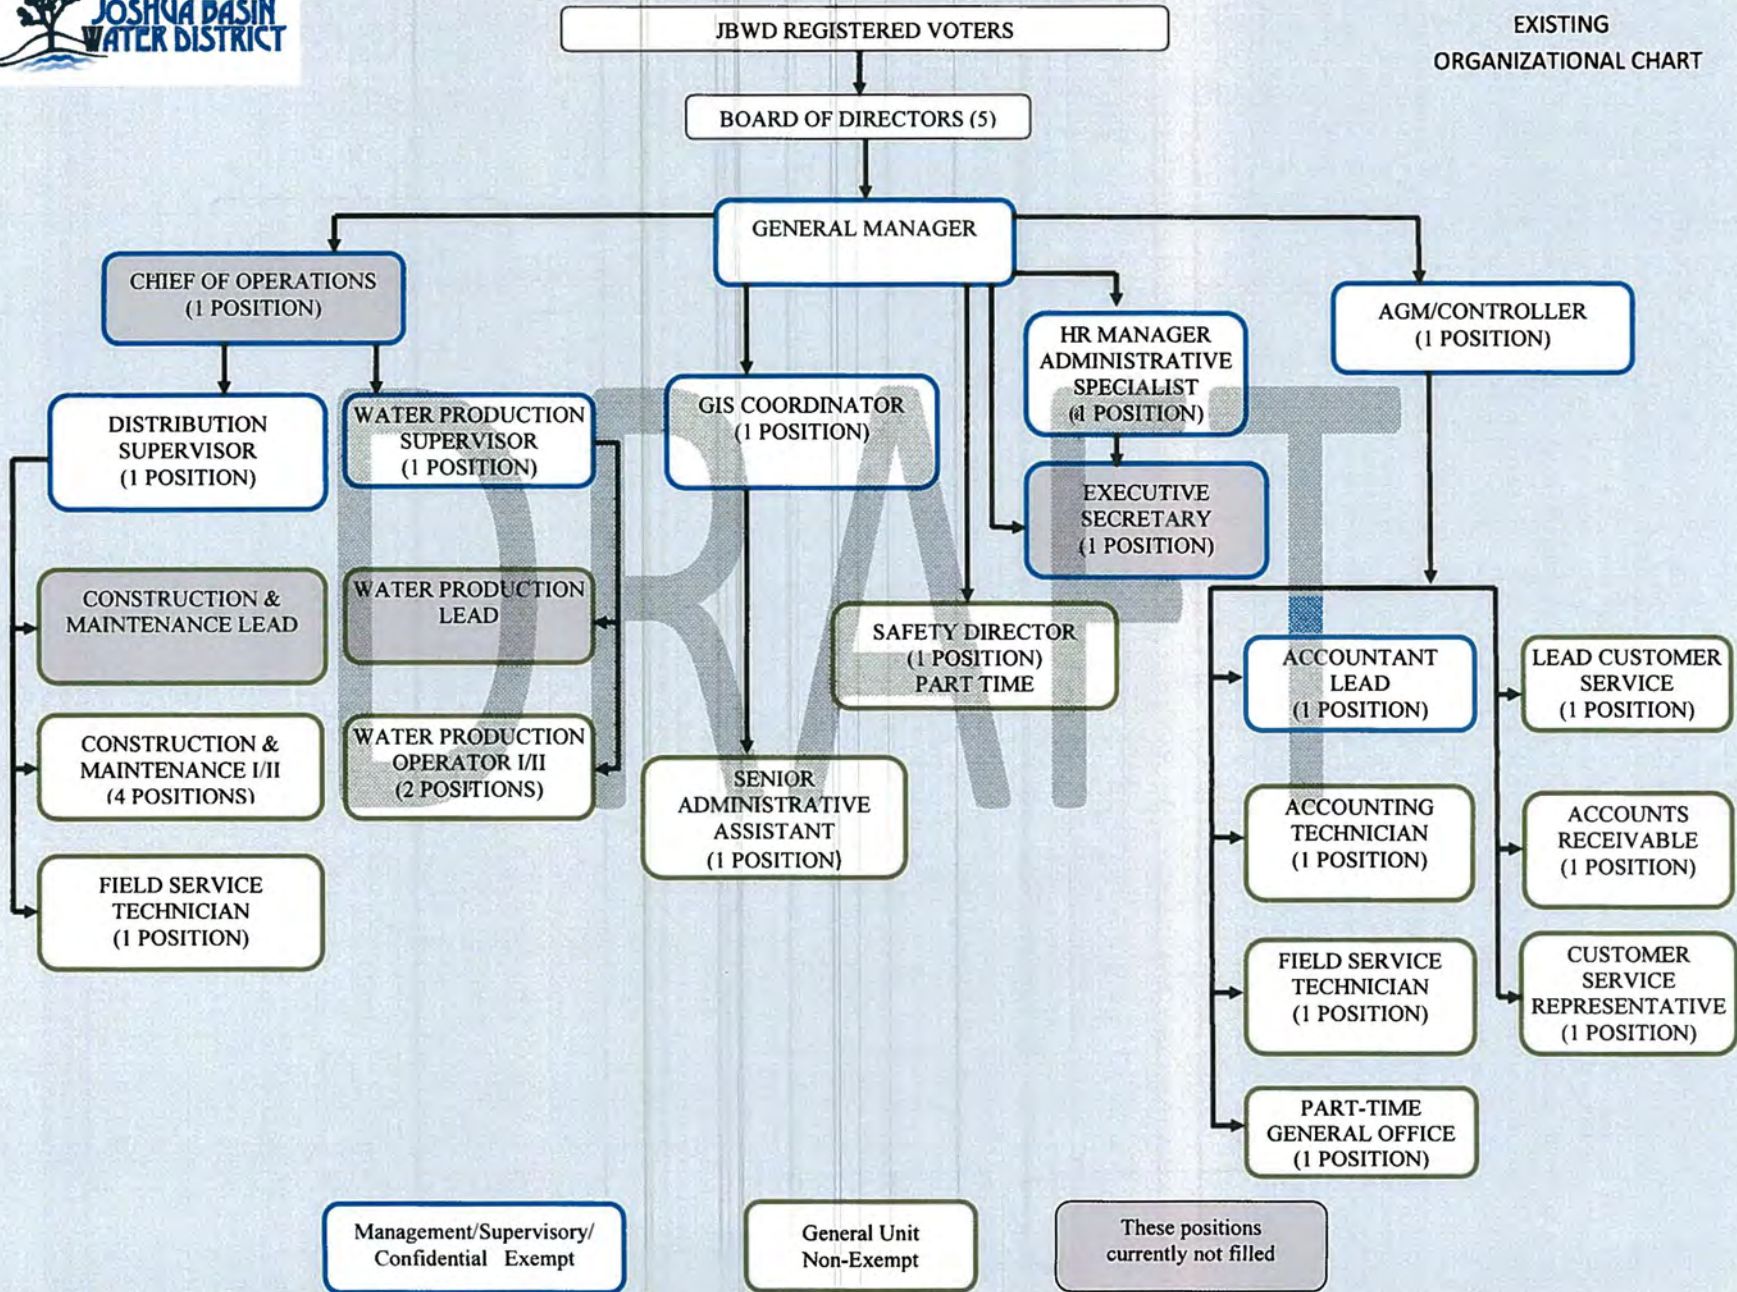 JOSHUA BASIN
WATER DISTRICT
EXISTING
ORGANIZATIONAL CHART
JBWD REGISTERED VOTERS
BOARD OF DIRECTORS (5)
GENERAL MANAGER
CHIEF OF OPERATIONS
(1 POSITION)
AGM/CONTROLLER
(1 POSITION)
HR MANAGER
ADMINISTRATIVE
SPECIALIST
(1 POSITION)
DISTRIBUTION
SUPERVISOR
(1 POSITION)
WATER PRODUCTION
SUPERVISOR
(1 POSITION)
GIS COORDINATOR
(1 POSITION)
EXECUTIVE
SECRETARY
(1 POSITION)
DRAFT
CONSTRUCTION &
MAINTENANCE LEAD
WATER PRODUCTION
LEAD
SAFETY DIRECTOR
(1 POSITION)
PART TIME
ACCOUNTANT
LEAD
(1 POSITION)
LEAD CUSTOMER
SERVICE
(1 POSITION)
CONSTRUCTION &
MAINTENANCE I/II
(4 POSITIONS)
WATER PRODUCTION
OPERATOR I/II
(2 POSITIONS)
SENIOR
ADMINISTRATIVE
ASSISTANT
(1 POSITION)
ACCOUNTING
TECHNICIAN
(1 POSITION)
ACCOUNTS
RECEIVABLE
(1 POSITION)
FIELD SERVICE
TECHNICIAN
(1 POSITION)
FIELD SERVICE
TECHNICIAN
(1 POSITION)
CUSTOMER
SERVICE
REPRESENTATIVE
(1 POSITION)
PART-TIME
GENERAL OFFICE
(1 POSITION)
Management/Supervisory/
Confidential Exempt
General Unit
Non-Exempt
These positions
currently not filled